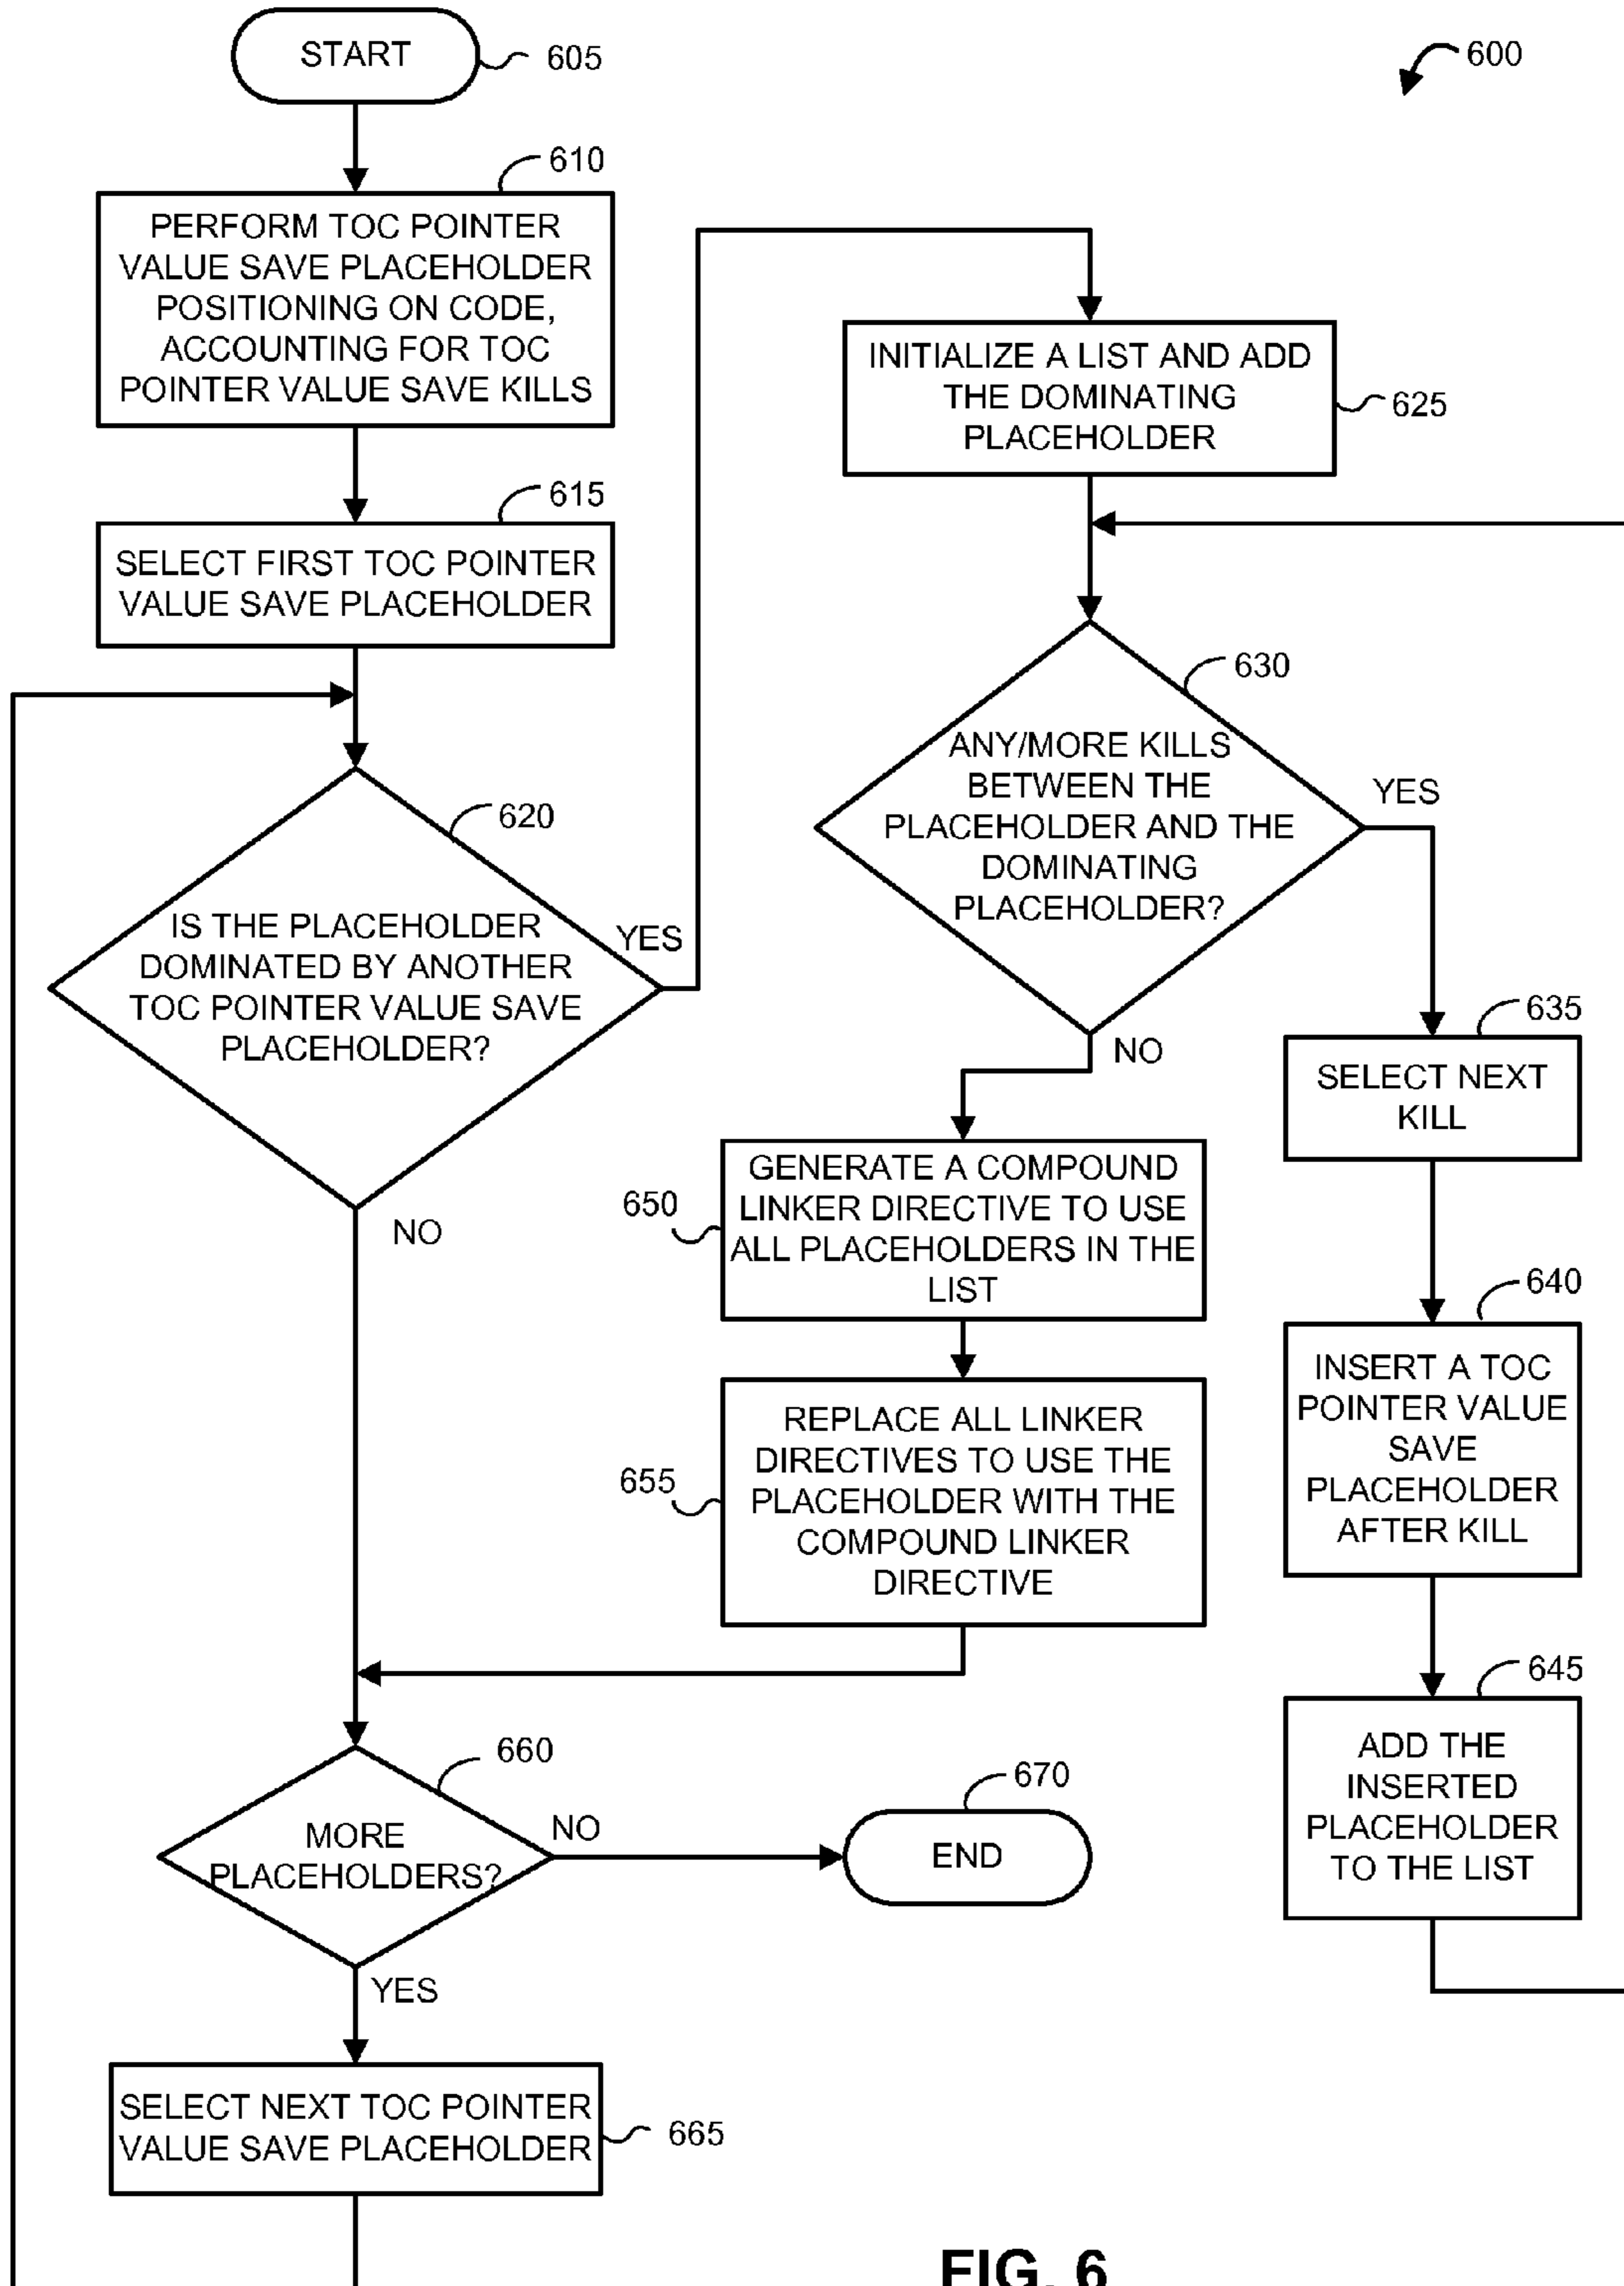 START
605
600
610
PERFORM TOC POINTER
VALUE SAVE PLACEHOLDER
POSITIONING ON CODE,
ACCOUNTING FOR TOC
POINTER VALUE SAVE KILLS
615
SELECT FIRST TOC POINTER
VALUE SAVE PLACEHOLDER
620
IS THE PLACEHOLDER
DOMINATED BY ANOTHER
TOC POINTER VALUE SAVE
PLACEHOLDER?
YES
NO
INITIALIZE A LIST AND ADD
THE DOMINATING
PLACEHOLDER
625
630
ANY/MORE KILLS
BETWEEN THE
PLACEHOLDER AND THE
DOMINATING
PLACEHOLDER?
YES
NO
635
SELECT NEXT
KILL
640
INSERT A TOC
POINTER VALUE
SAVE
PLACEHOLDER
AFTER KILL
645
ADD THE
INSERTED
PLACEHOLDER
TO THE LIST
650
GENERATE A COMPOUND
LINKER DIRECTIVE TO USE
ALL PLACEHOLDERS IN THE
LIST
655
REPLACE ALL LINKER
DIRECTIVES TO USE THE
PLACEHOLDER WITH THE
COMPOUND LINKER
DIRECTIVE
660
MORE
PLACEHOLDERS?
NO
YES
670
END
SELECT NEXT TOC POINTER
VALUE SAVE PLACEHOLDER
665
FIG. 6